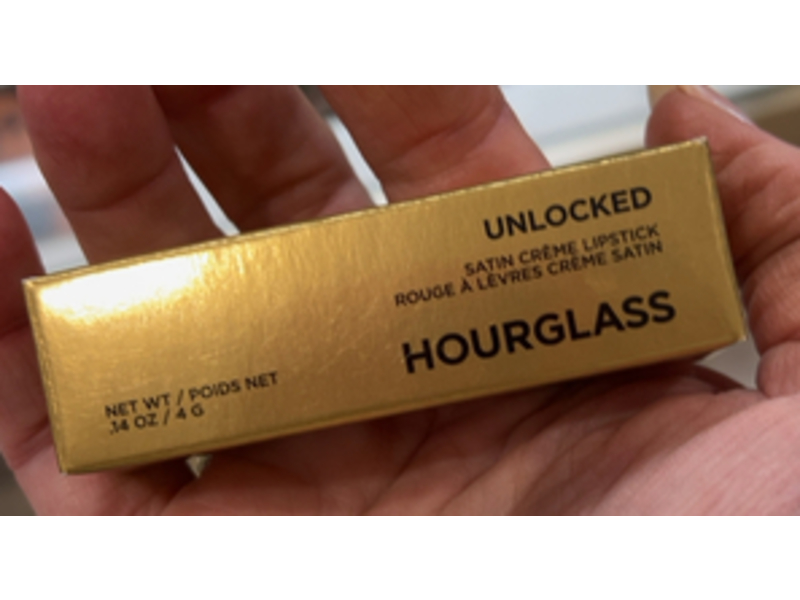 UNLOCKED
SATIN CRÈME LIPSTICK
ROUGE À LÈVRES CRÈME SATIN
HOURGLASS
NET WT / POIDS NET
.14 OZ / 4 G